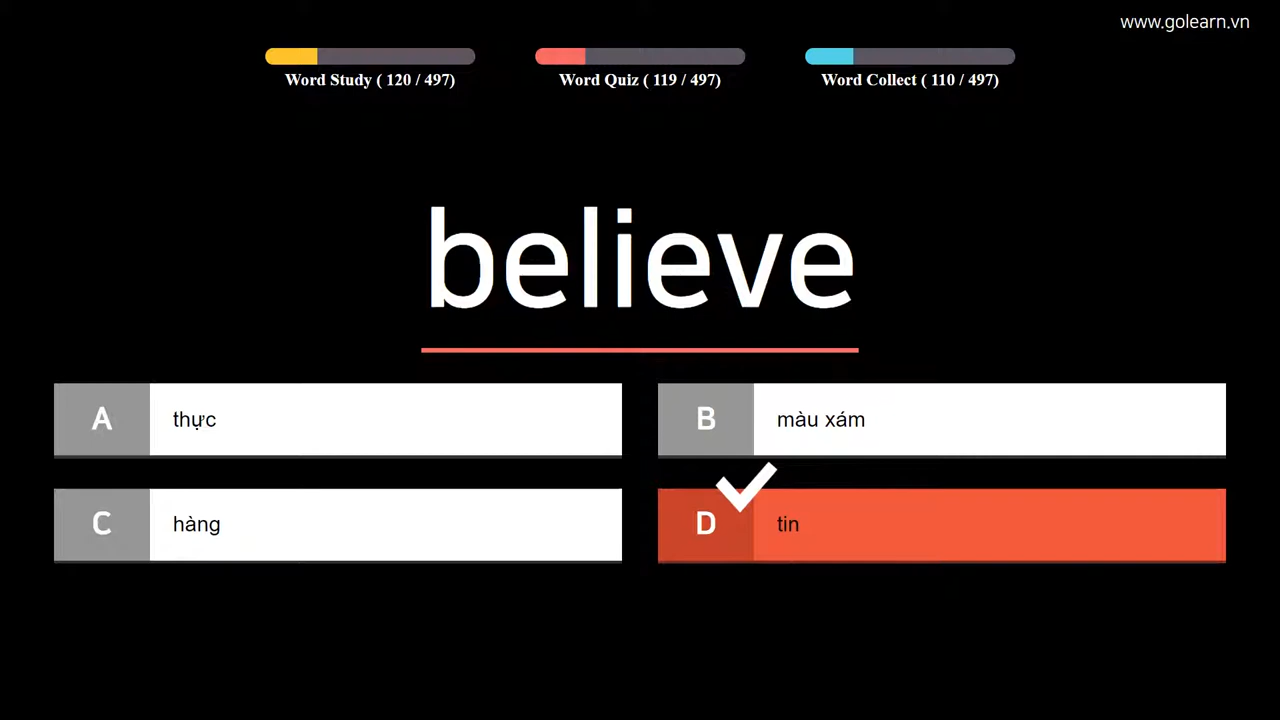 www.golearn.vn
Word Study ( 120 / 497)
Word Quiz ( 119 / 497)
Word Collect ( 110 / 497)
believe
A thực
B màu xám
C hàng
D tin